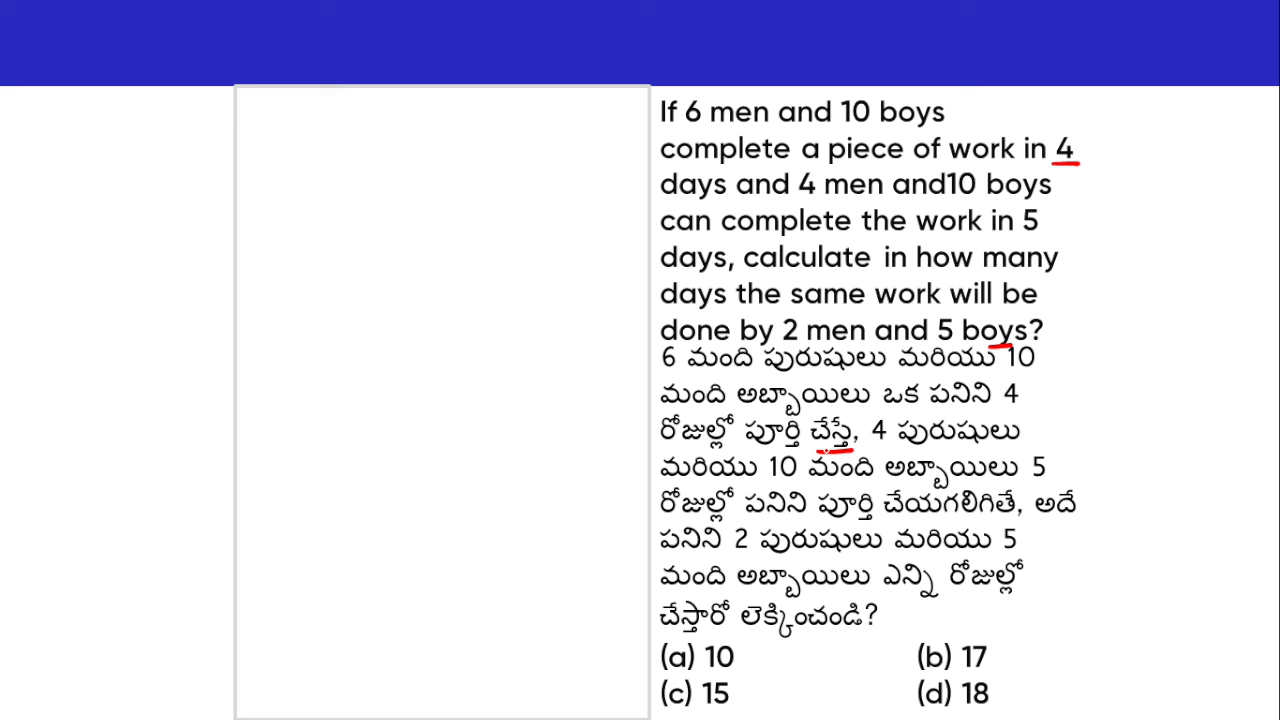 If 6 men and 10 boys
complete a piece of work in 4
days and 4 men and10 boys
can complete the work in 5
days, calculate in how many
days the same work will be
done by 2 men and 5 boys?
6 మంది పురుషులు మరియు 10
మంది అబ్బాయిలు ఒక పనిని 4
రోజుల్లో పూర్తి చేస్తే, 4 పురుషులు
మరియు 10 మంది అబ్బాయిలు 5
రోజుల్లో పనిని పూర్తి చేయగలిగితే, అదే
పనిని 2 పురుషులు మరియు 5
మంది అబ్బాయిలు ఎన్ని రోజుల్లో
చేస్తారో లెక్కించండి?
(a) 10 (b) 17
(c) 15 (d) 18